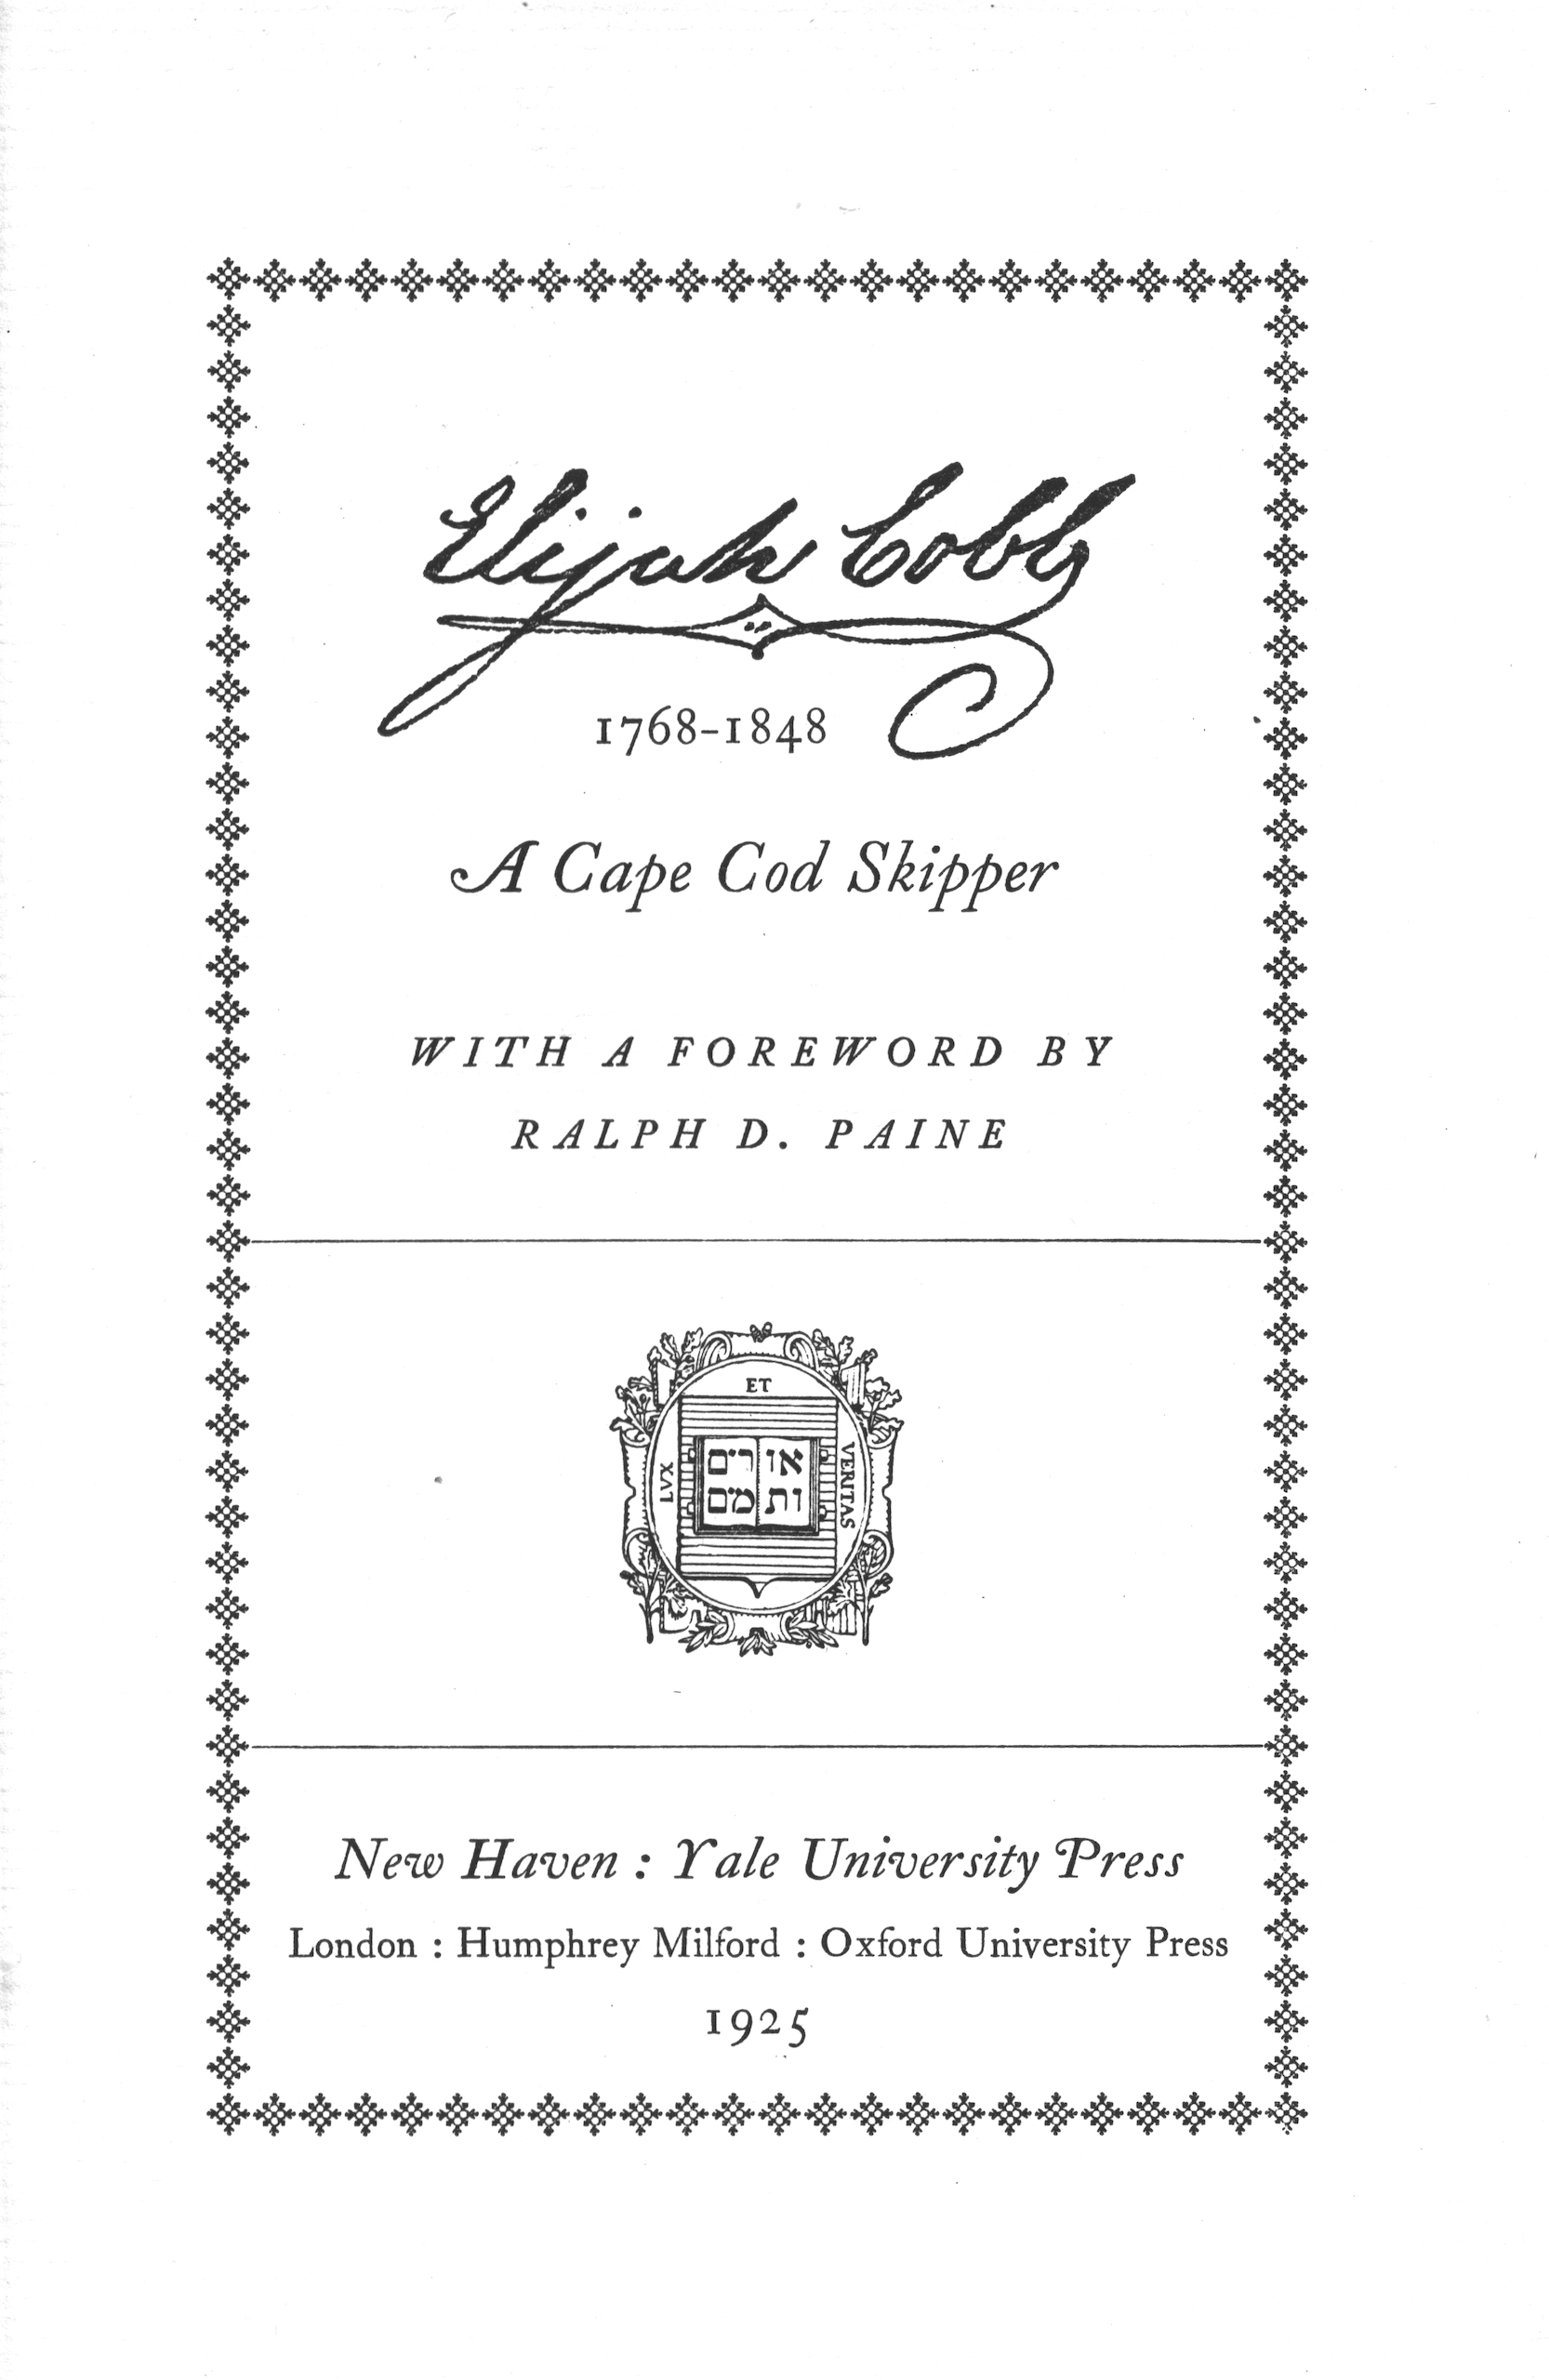 Elijah Cobb
1768-1848
A Cape Cod Skipper
WITH A FOREWORD BY
RALPH D. PAINE
ET
LVX
VERITAS
אורים
ותמים
New Haven : Yale University Press
London : Humphrey Milford : Oxford University Press
1925